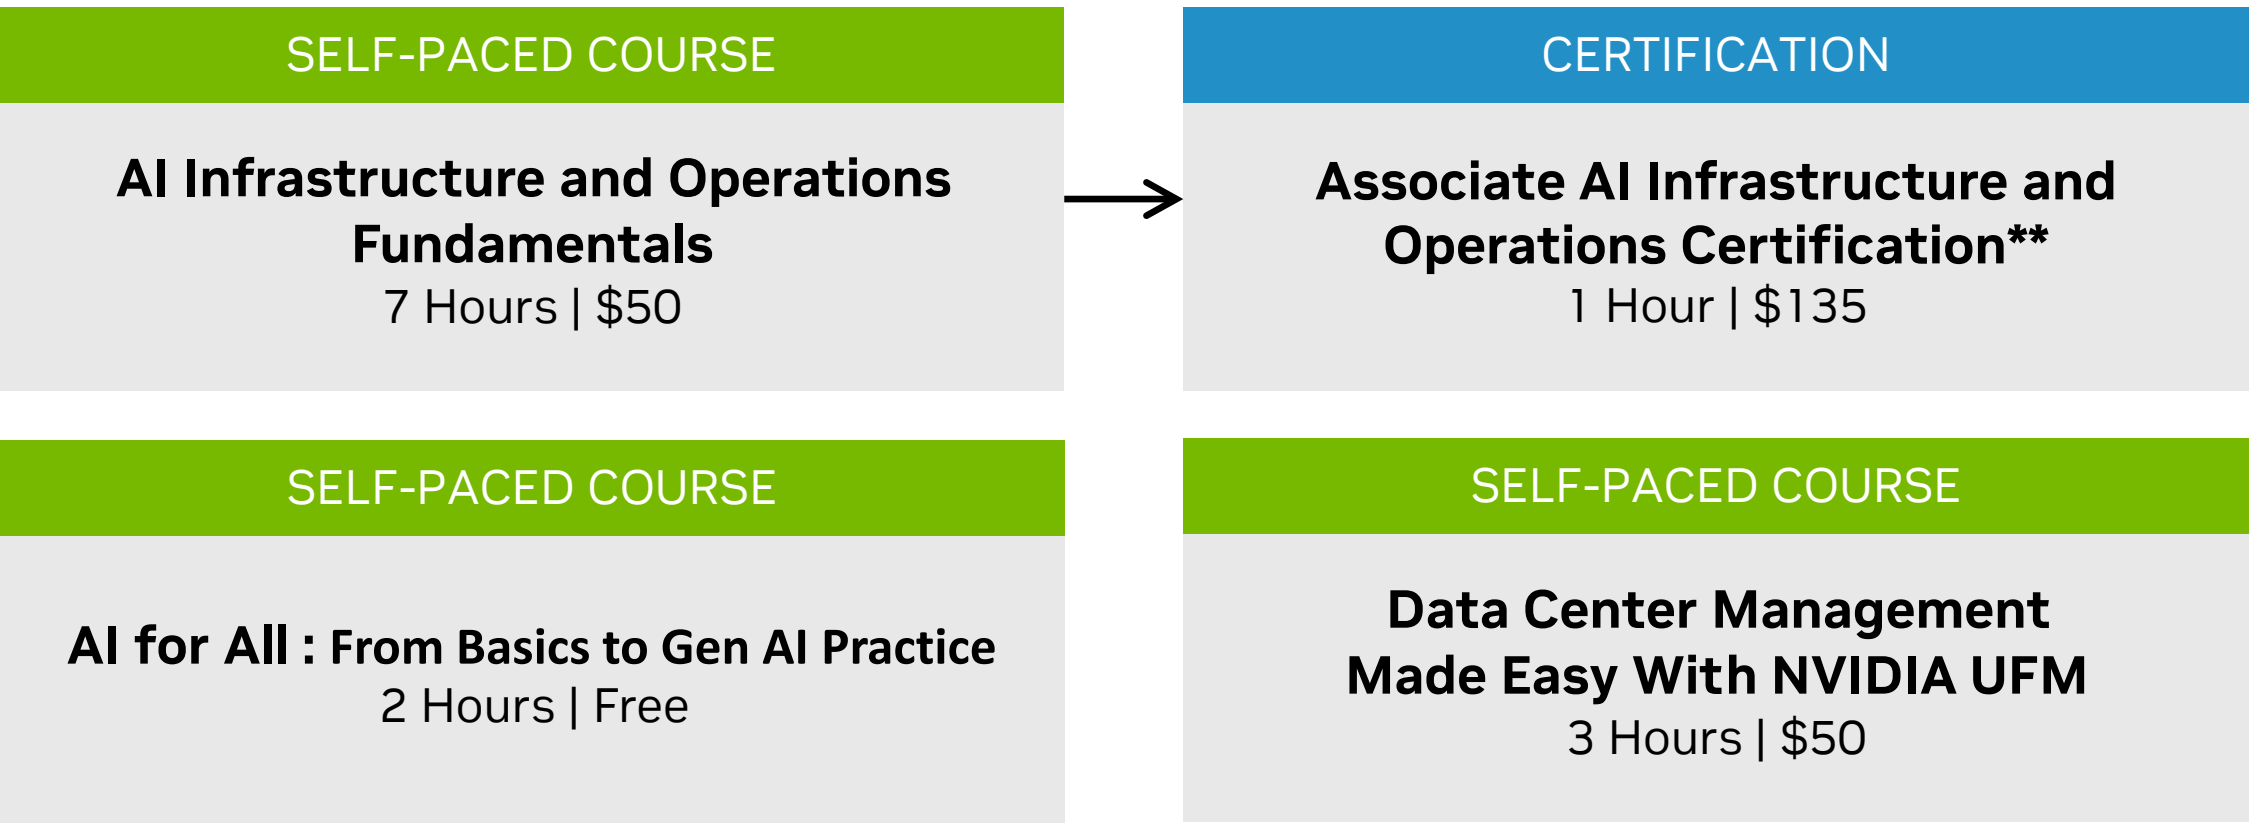 SELF-PACED COURSE
AI Infrastructure and Operations
Fundamentals
7 Hours | $50
CERTIFICATION
Associate AI Infrastructure and
Operations Certification**
1 Hour | $135
SELF-PACED COURSE
AI for All : From Basics to Gen AI Practice
2 Hours | Free
SELF-PACED COURSE
Data Center Management
Made Easy With NVIDIA UFM
3 Hours | $50